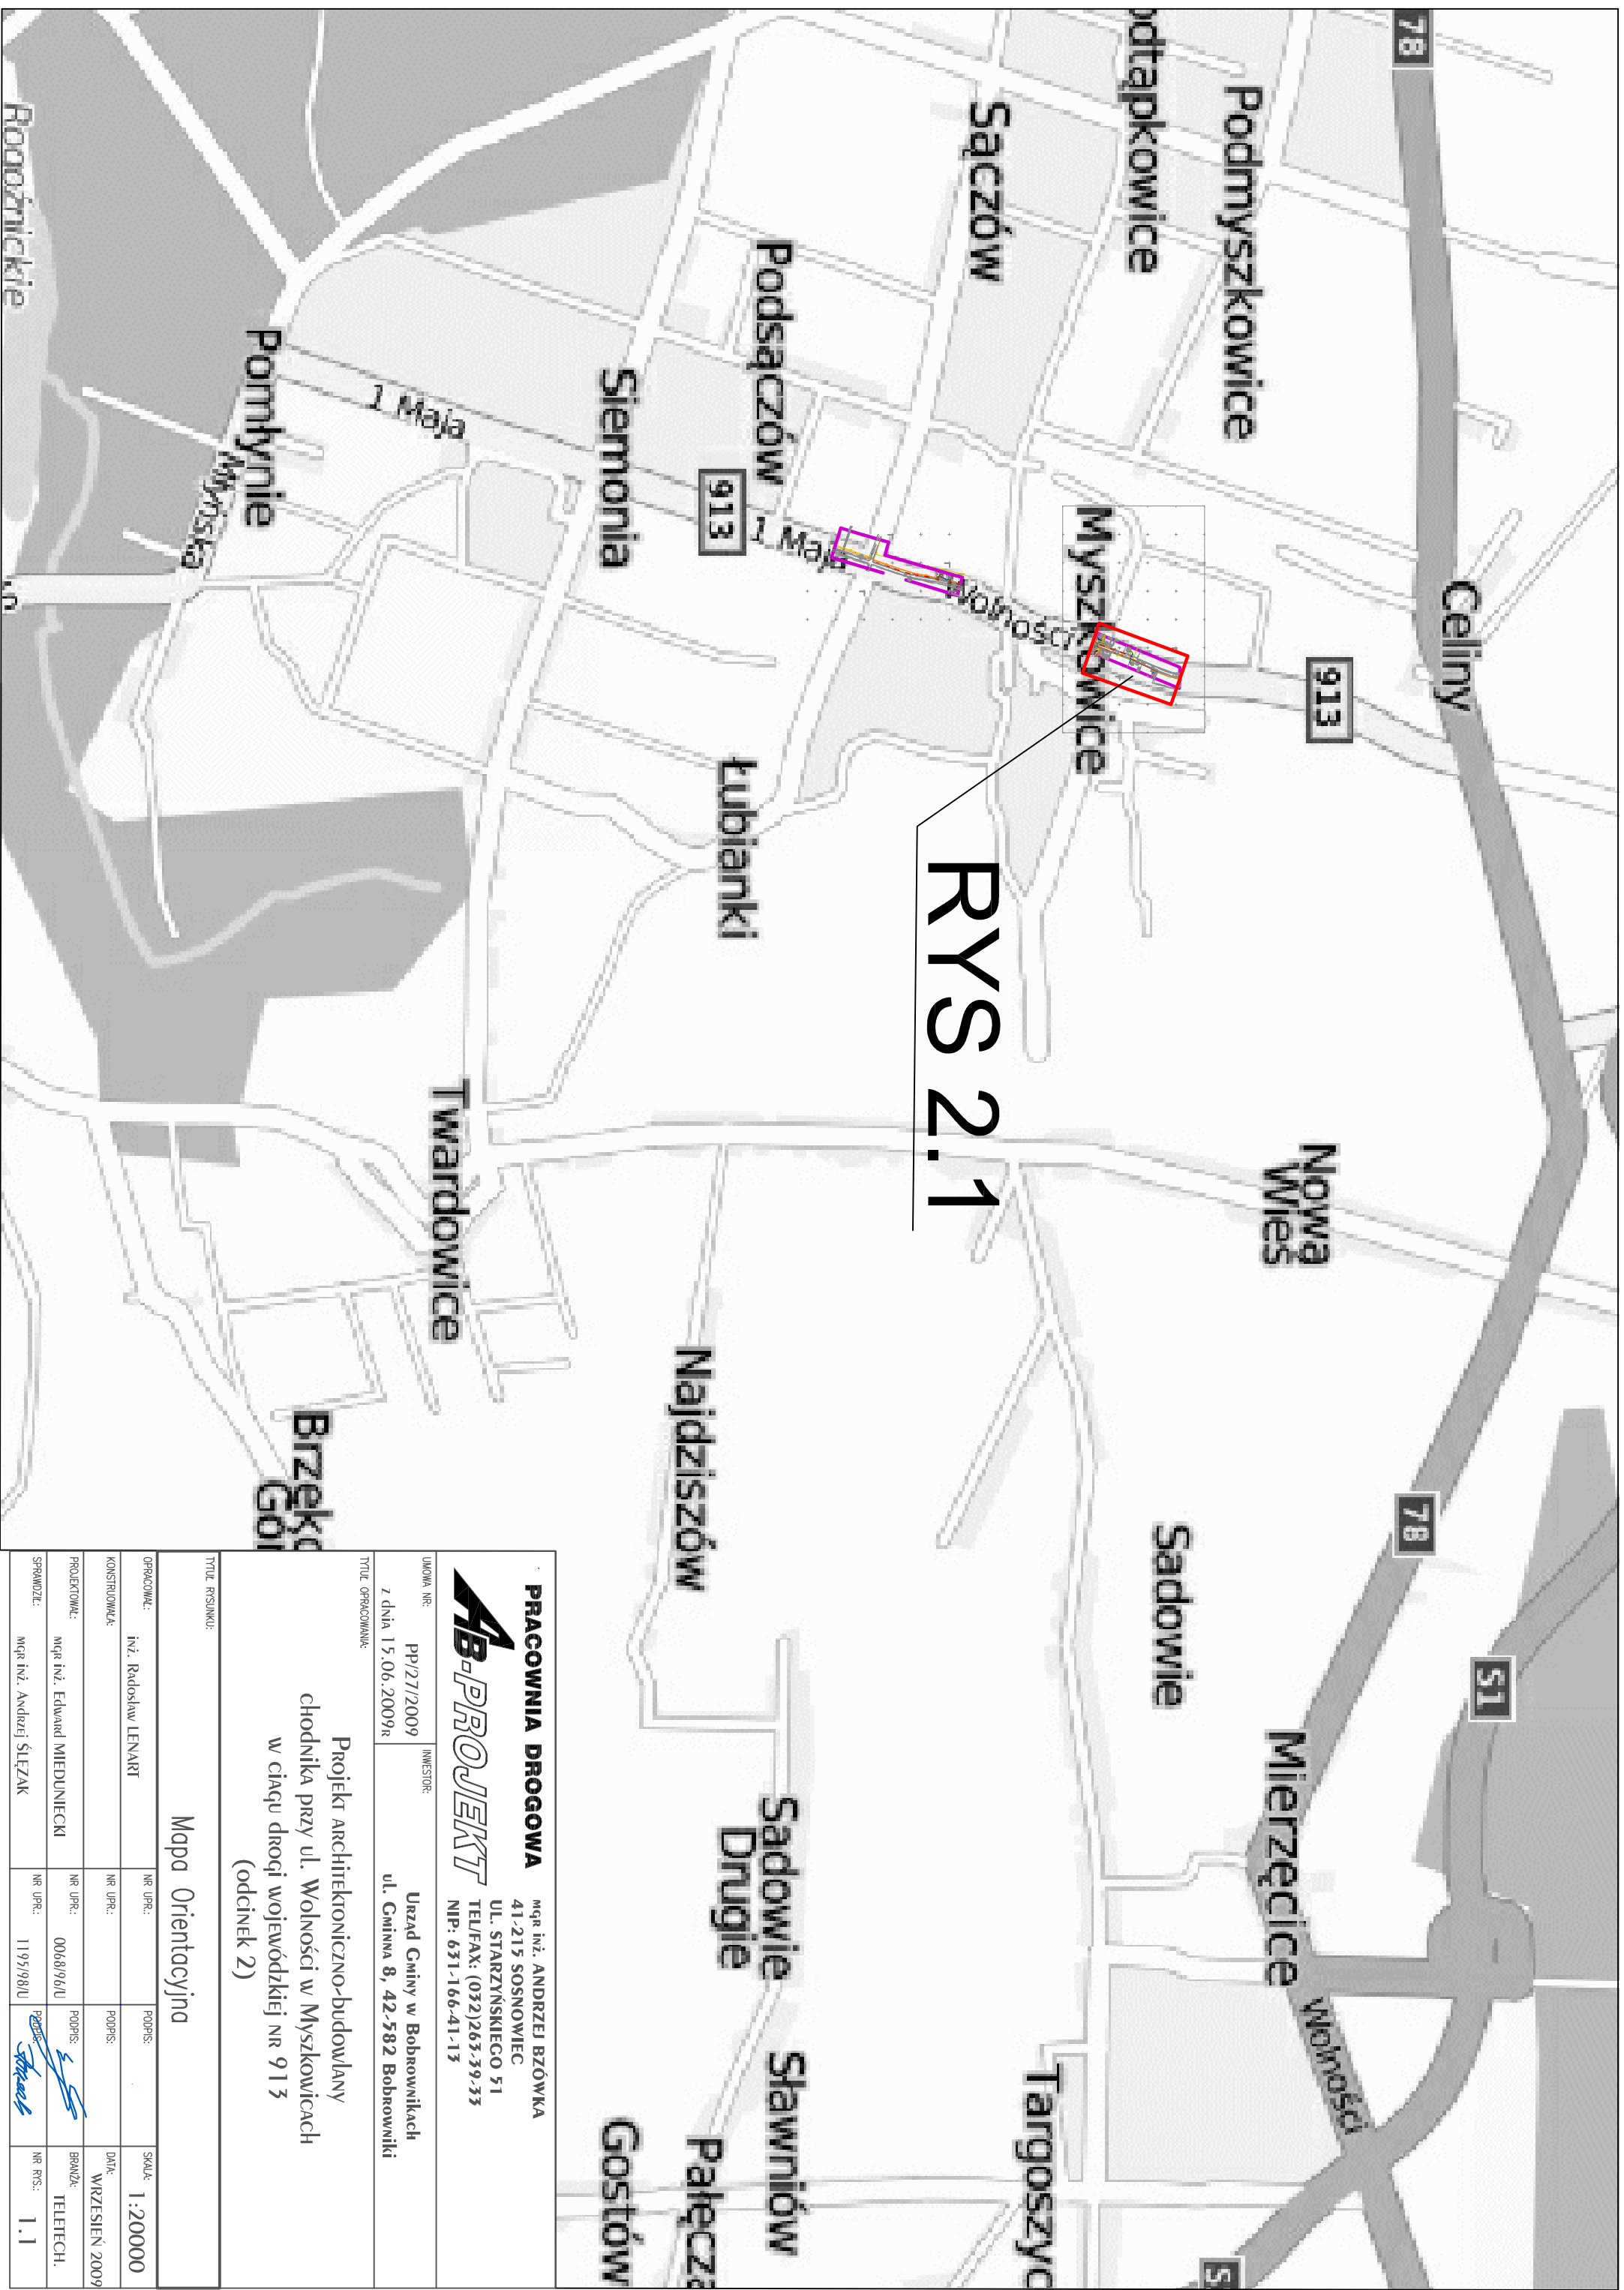 78
Celiny
913
Nowa
Wieś
78
S1
Mierzęcice
Wolności
Podmyszkowice
odtąpkowice
Myszkowice
Sadowie
Sączów
Wolności
RYS 2.1
Targoszyc
Podsączów
1 Maja
913
Łubianki
Najdziszów
Sadowie
Drugie
Sławniów
Pałęcza
Gostów
Siemonia
1 Maja
Twardowice
Pomłynie
Młyńska
Brzęko
Gór
Rogoźnickie
PRACOWNIA DROGOWA
AB-PROJEKT
mgr inż. ANDRZEJ BZÓWKA
41-215 SOSNOWIEC
UL. STARZYŃSKIEGO 51
TEL/FAX: (032)263-39-33
NIP: 631-166-41-13
UMOWA NR:
PP/27/2009
z dnia 15.06.2009r
INWESTOR:
Urząd Gminy w Bobrownikach
ul. Gminna 8, 42-582 Bobrowniki
TYTUŁ OPRACOWANIA:
Projekt architektoniczno-budowlany
chodnika przy ul. Wolności w Myszkowicach
w ciągu drogi wojewódzkiej nr 913
(odcinek 2)
TYTUŁ RYSUNKU:
Mapa Orientacyjna
OPRACOWAŁ: inż. Radosław LENART NR UPR.: PODPIS: SKALA: 1:20000
KONSTRUOWAŁA: NR UPR.: PODPIS: DATA: WRZESIEŃ 2009
PROJEKTOWAŁ: mgr inż. Edward MIEDUNIECKI NR UPR.: 0068/96/U PODPIS: BRANŻA: TELETECH.
SPRAWDZIŁ: mgr inż. Andrzej ŚLĘZAK NR UPR.: 1195/98/U PODPIS: NR RYS.: 1.1